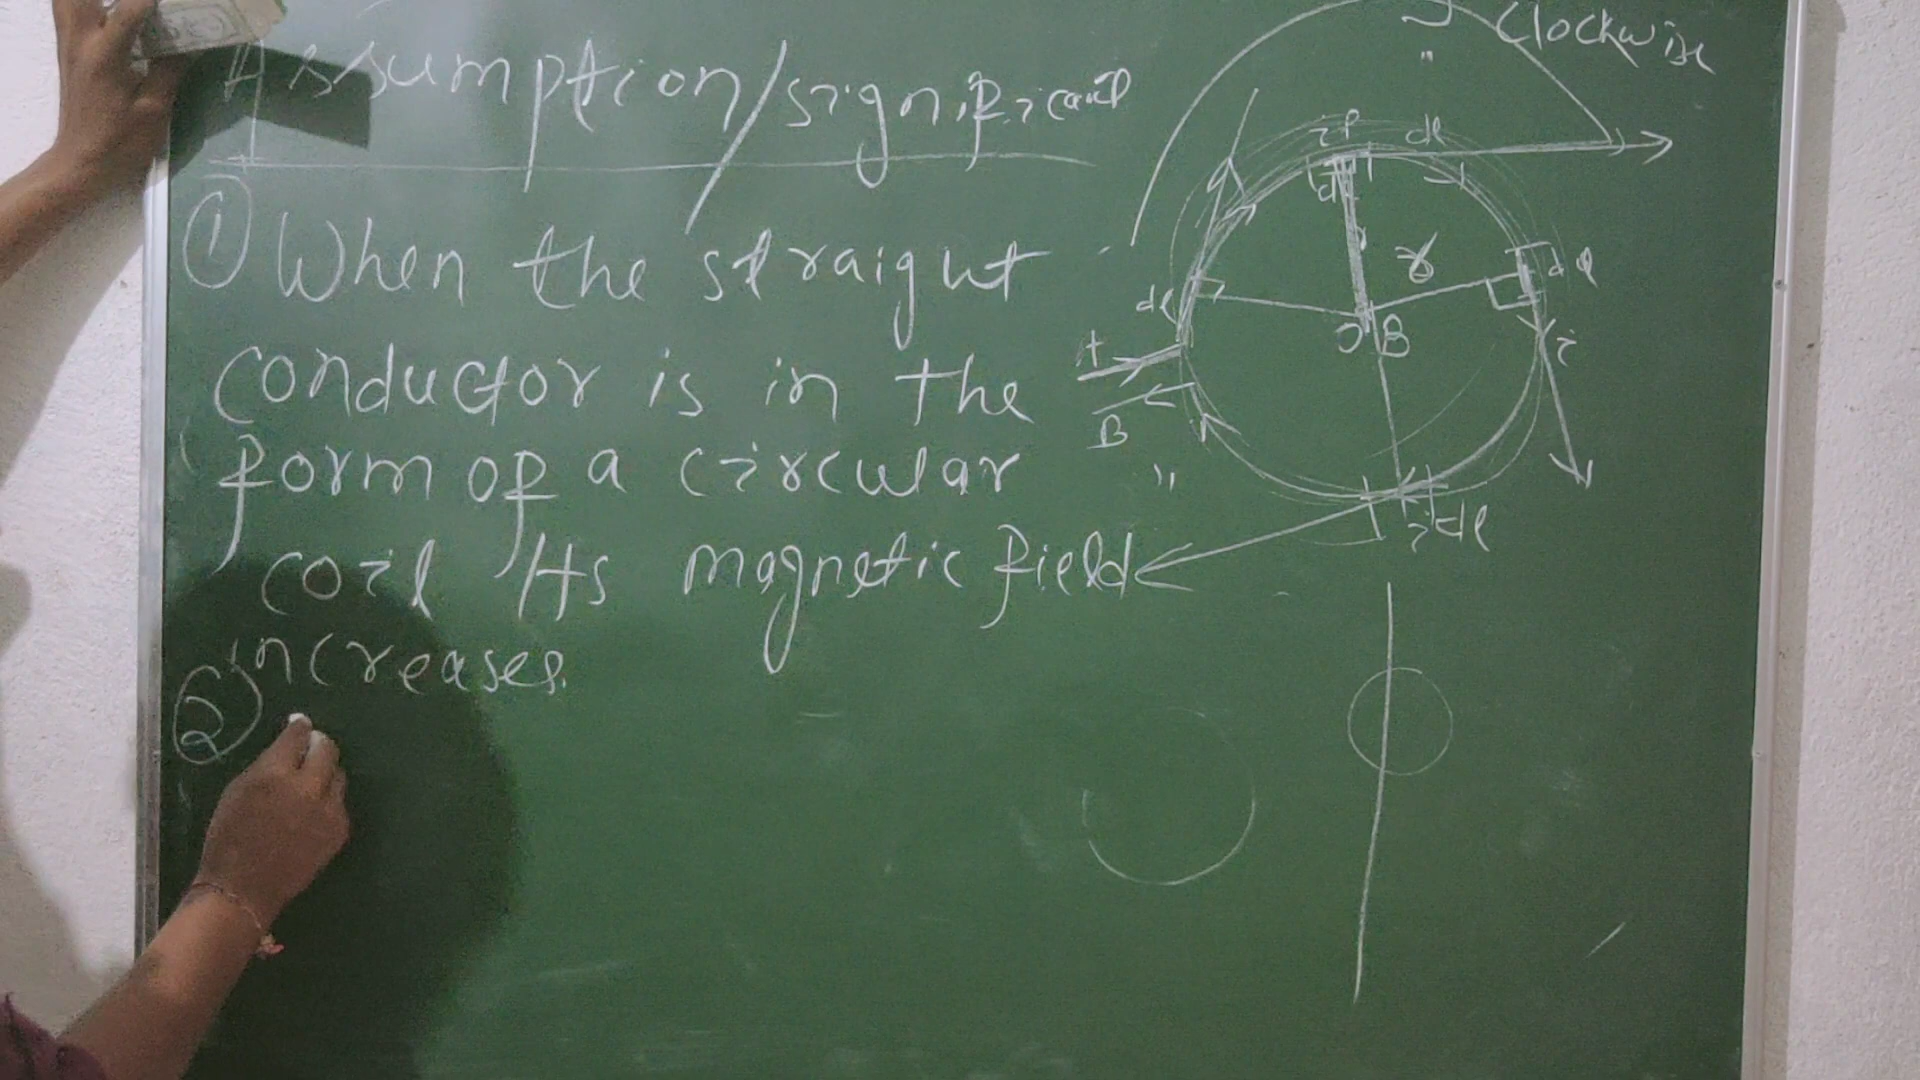 Assumption/significant
① When the straight
conductor is in the
form of a circular
coil Its magnetic field
increases.
②
Clockwise
"
i P dl
dl
r
dl
dl
O B
i
A
B
"
i dl